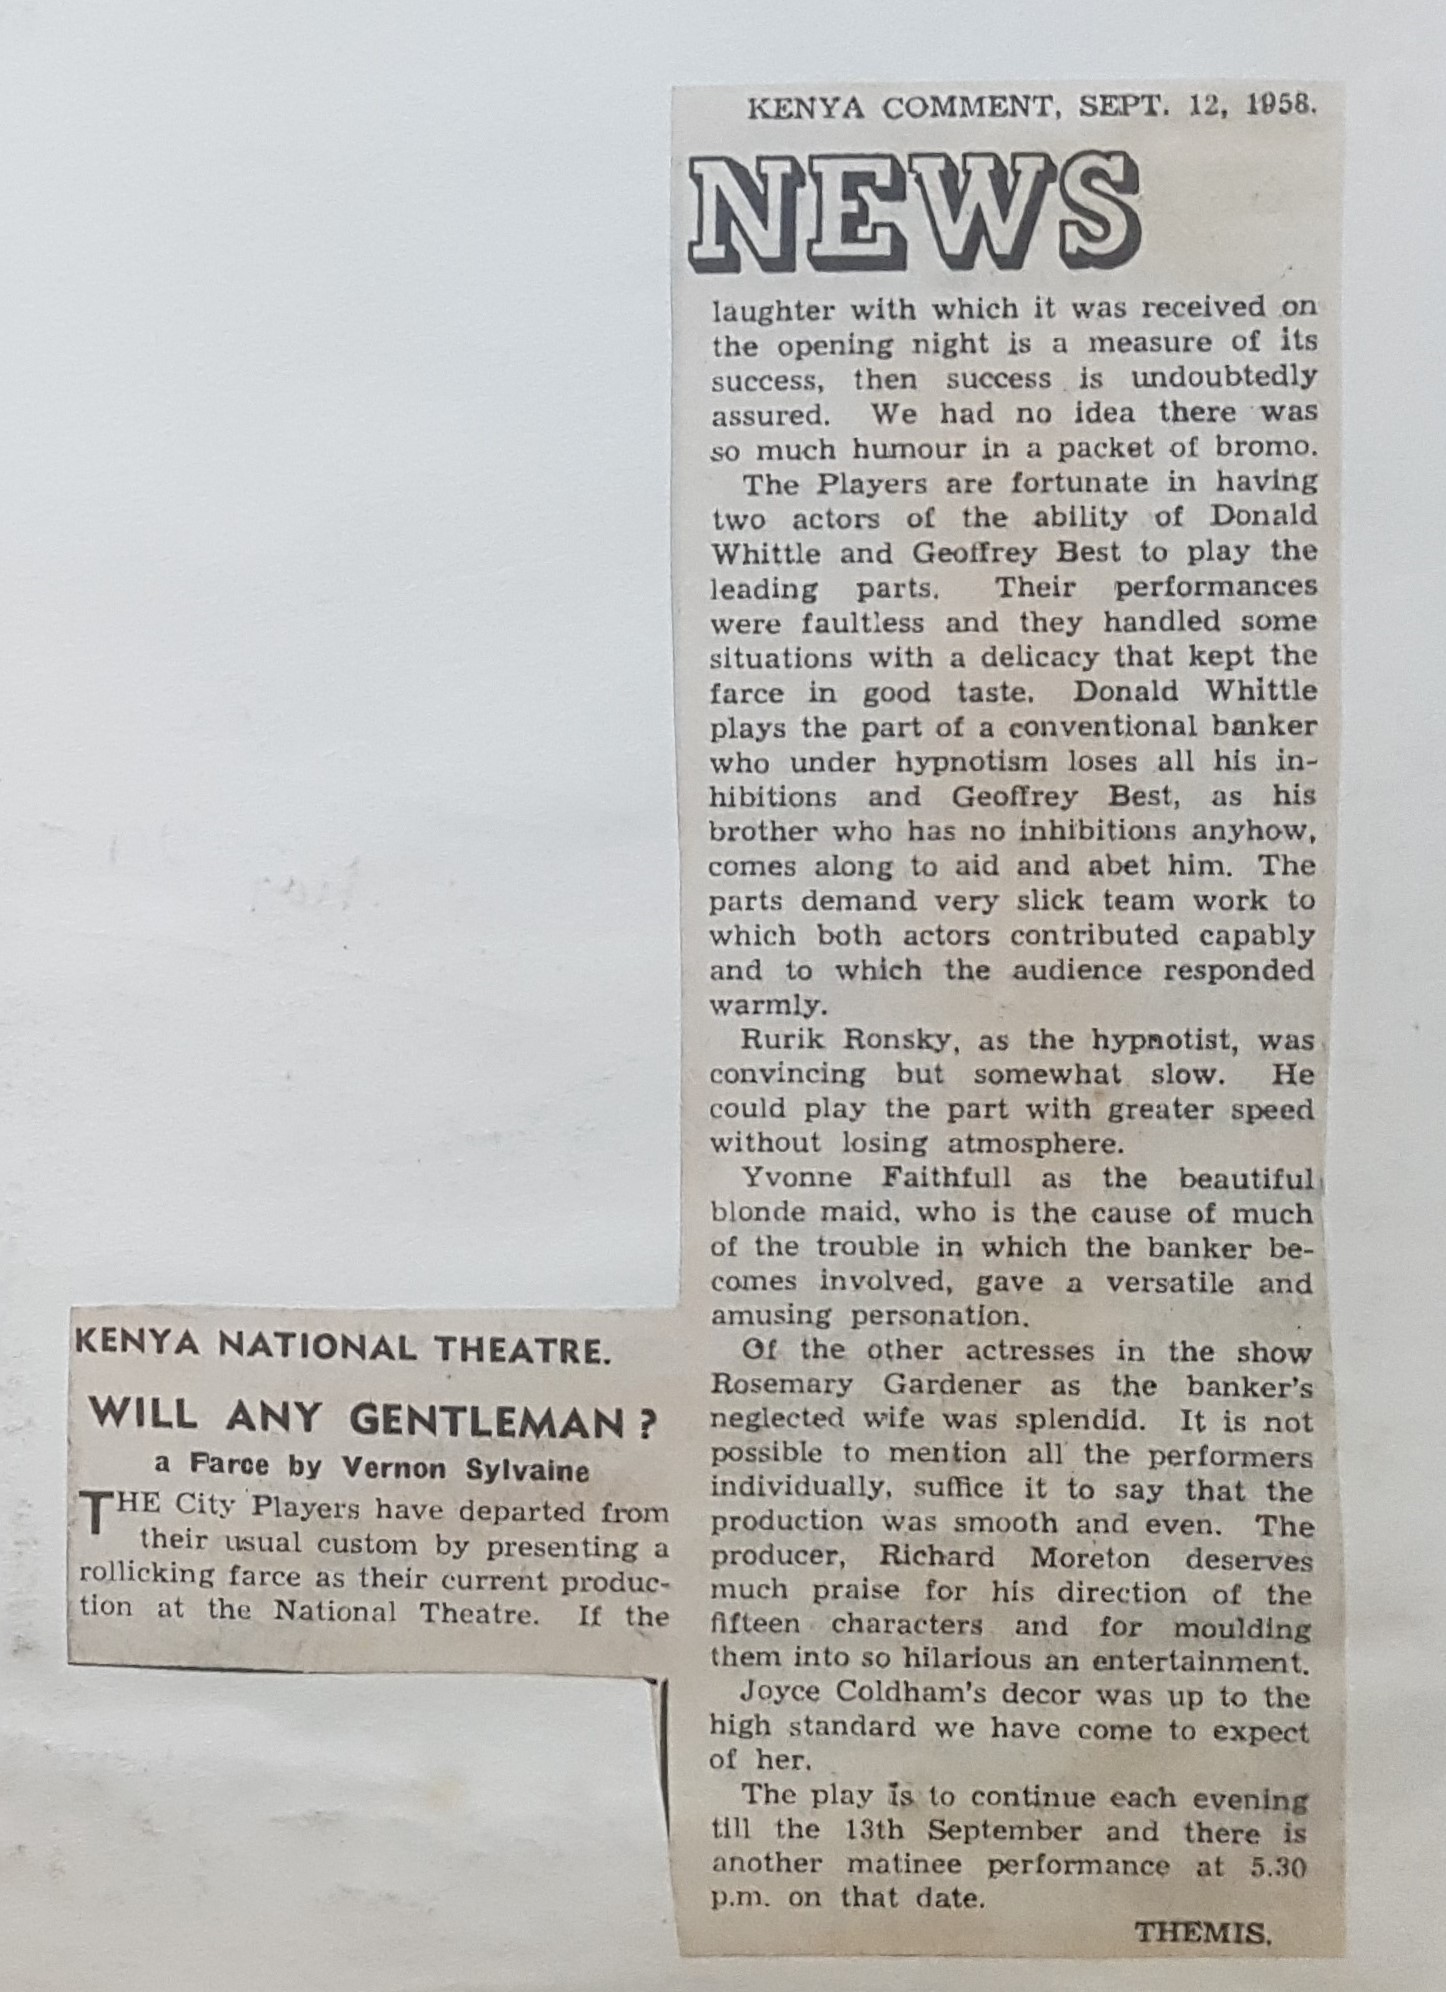 KENYA COMMENT, SEPT. 12, 1958.
NEWS
KENYA NATIONAL THEATRE.
WILL ANY GENTLEMAN?
a Farce by Vernon Sylvaine
THE City Players have departed from
their usual custom by presenting a
rollicking farce as their current produc-
tion at the National Theatre. If the
laughter with which it was received on
the opening night is a measure of its
success, then success is undoubtedly
assured. We had no idea there was
so much humour in a packet of bromo.
The Players are fortunate in having
two actors of the ability of Donald
Whittle and Geoffrey Best to play the
leading parts. Their performances
were faultless and they handled some
situations with a delicacy that kept the
farce in good taste. Donald Whittle
plays the part of a conventional banker
who under hypnotism loses all his in-
hibitions and Geoffrey Best, as his
brother who has no inhibitions anyhow,
comes along to aid and abet him. The
parts demand very slick team work to
which both actors contributed capably
and to which the audience responded
warmly.
Rurik Ronsky, as the hypnotist, was
convincing but somewhat slow. He
could play the part with greater speed
without losing atmosphere.
Yvonne Faithfull as the beautiful
blonde maid, who is the cause of much
of the trouble in which the banker be-
comes involved, gave a versatile and
amusing personation.
Of the other actresses in the show
Rosemary Gardener as the banker's
neglected wife was splendid. It is not
possible to mention all the performers
individually, suffice it to say that the
production was smooth and even. The
producer, Richard Moreton deserves
much praise for his direction of the
fifteen characters and for moulding
them into so hilarious an entertainment.
Joyce Coldham's decor was up to the
high standard we have come to expect
of her.
The play is to continue each evening
till the 13th September and there is
another matinee performance at 5.30
p.m. on that date.
THEMIS.